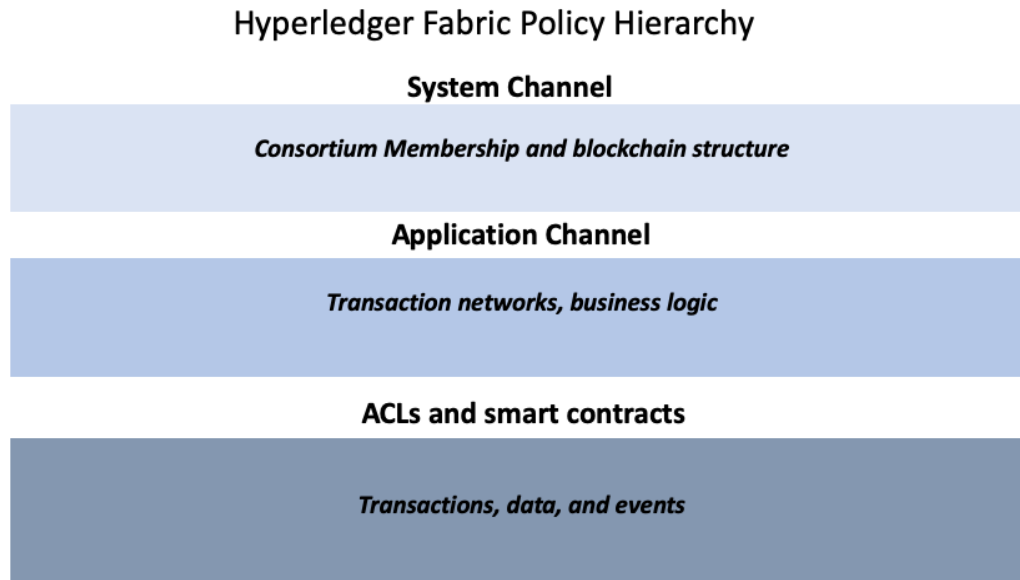 Hyperledger Fabric Policy Hierarchy
System Channel
Consortium Membership and blockchain structure
Application Channel
Transaction networks, business logic
ACLs and smart contracts
Transactions, data, and events